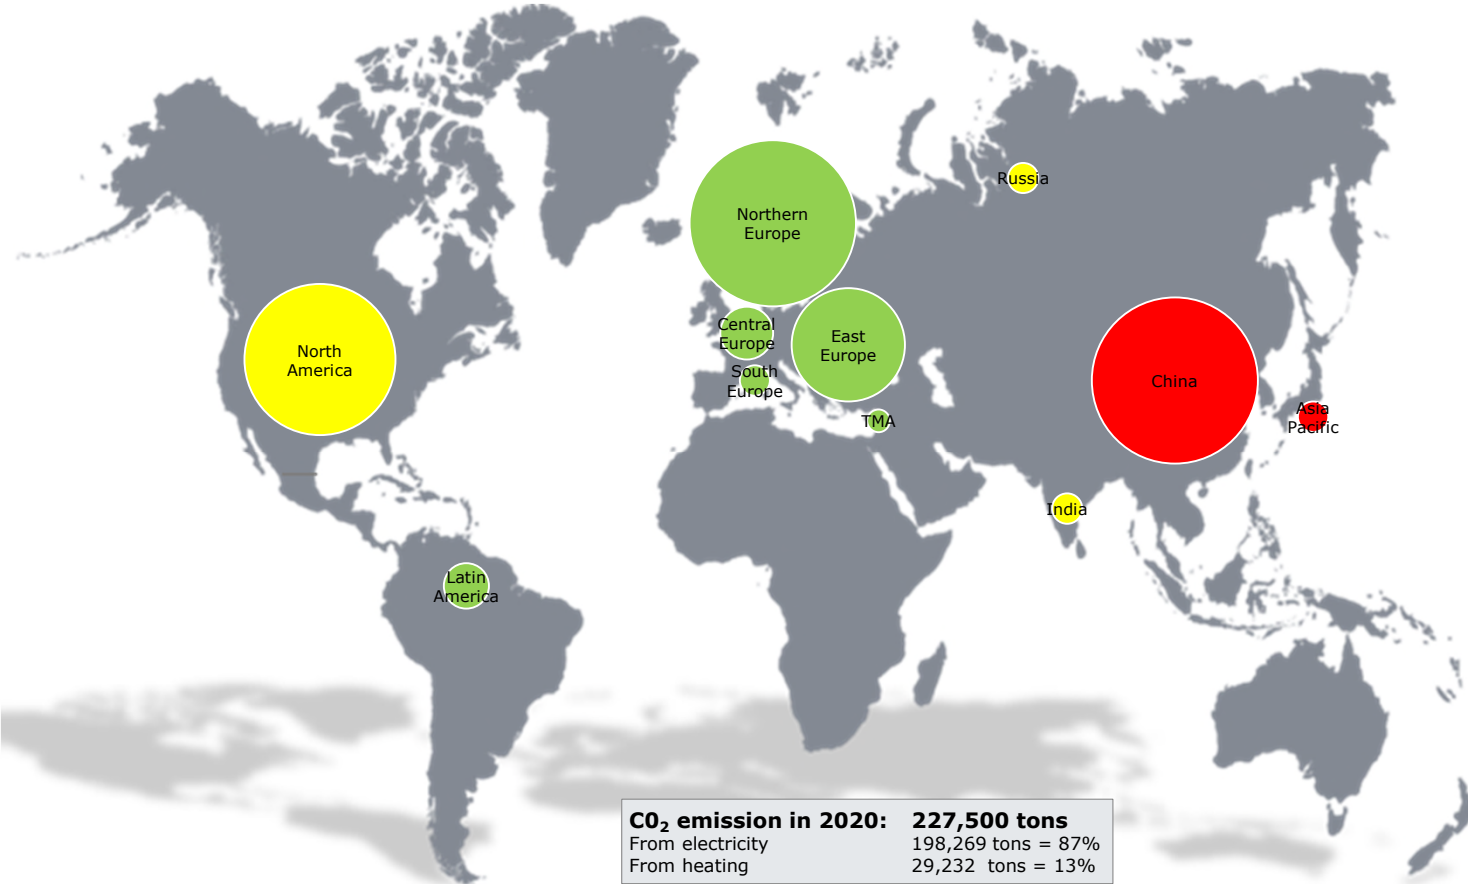 Russia
Northern
Europe
Central
Europe
East
Europe
North
America
South
Europe
China
TMA
Asia
Pacific
India
Latin
America
C0₂ emission in 2020: 227,500 tons
From electricity 198,269 tons = 87%
From heating 29,232 tons = 13%